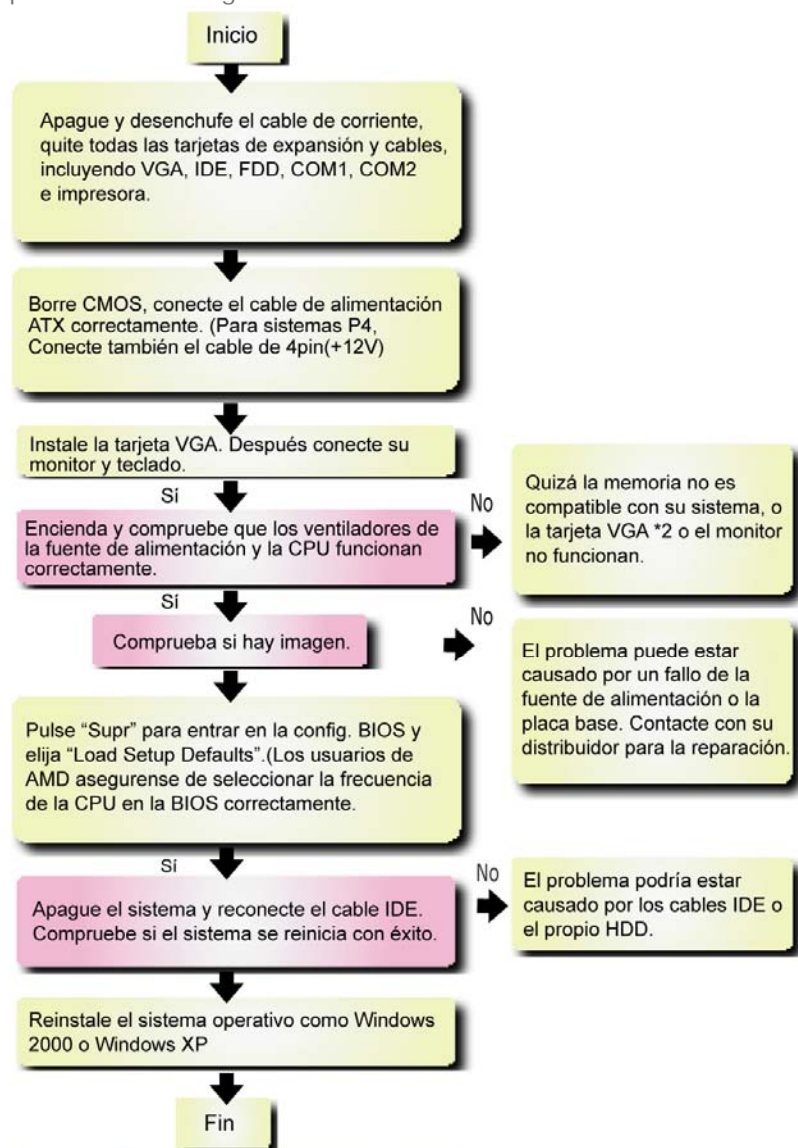 Inicio
Apague y desenchufe el cable de corriente,
quite todas las tarjetas de expansión y cables,
incluyendo VGA, IDE, FDD, COM1, COM2
e impresora.
Borre CMOS, conecte el cable de alimentación
ATX correctamente. (Para sistemas P4,
Conecte también el cable de 4pin(+12V)
Instale la tarjeta VGA. Después conecte su
monitor y teclado.
Sí
No
Encienda y compruebe que los ventiladores de
la fuente de alimentación y la CPU funcionan
correctamente.
Quizá la memoria no es
compatible con su sistema, o
la tarjeta VGA *2 o el monitor
no funcionan.
Sí
No
Comprueba si hay imagen.
El problema puede estar
causado por un fallo de la
fuente de alimentación o la
placa base. Contacte con su
distribuidor para la reparación.
Pulse “Supr” para entrar en la config. BIOS y
elija “Load Setup Defaults”.(Los usuarios de
AMD asegurense de seleccionar la frecuencia
de la CPU en la BIOS correctamente.
Sí
No
Apague el sistema y reconecte el cable IDE.
Compruebe si el sistema se reinicia con éxito.
El problema podría estar
causado por los cables IDE o
el propio HDD.
Reinstale el sistema operativo como Windows
2000 o Windows XP
Fin